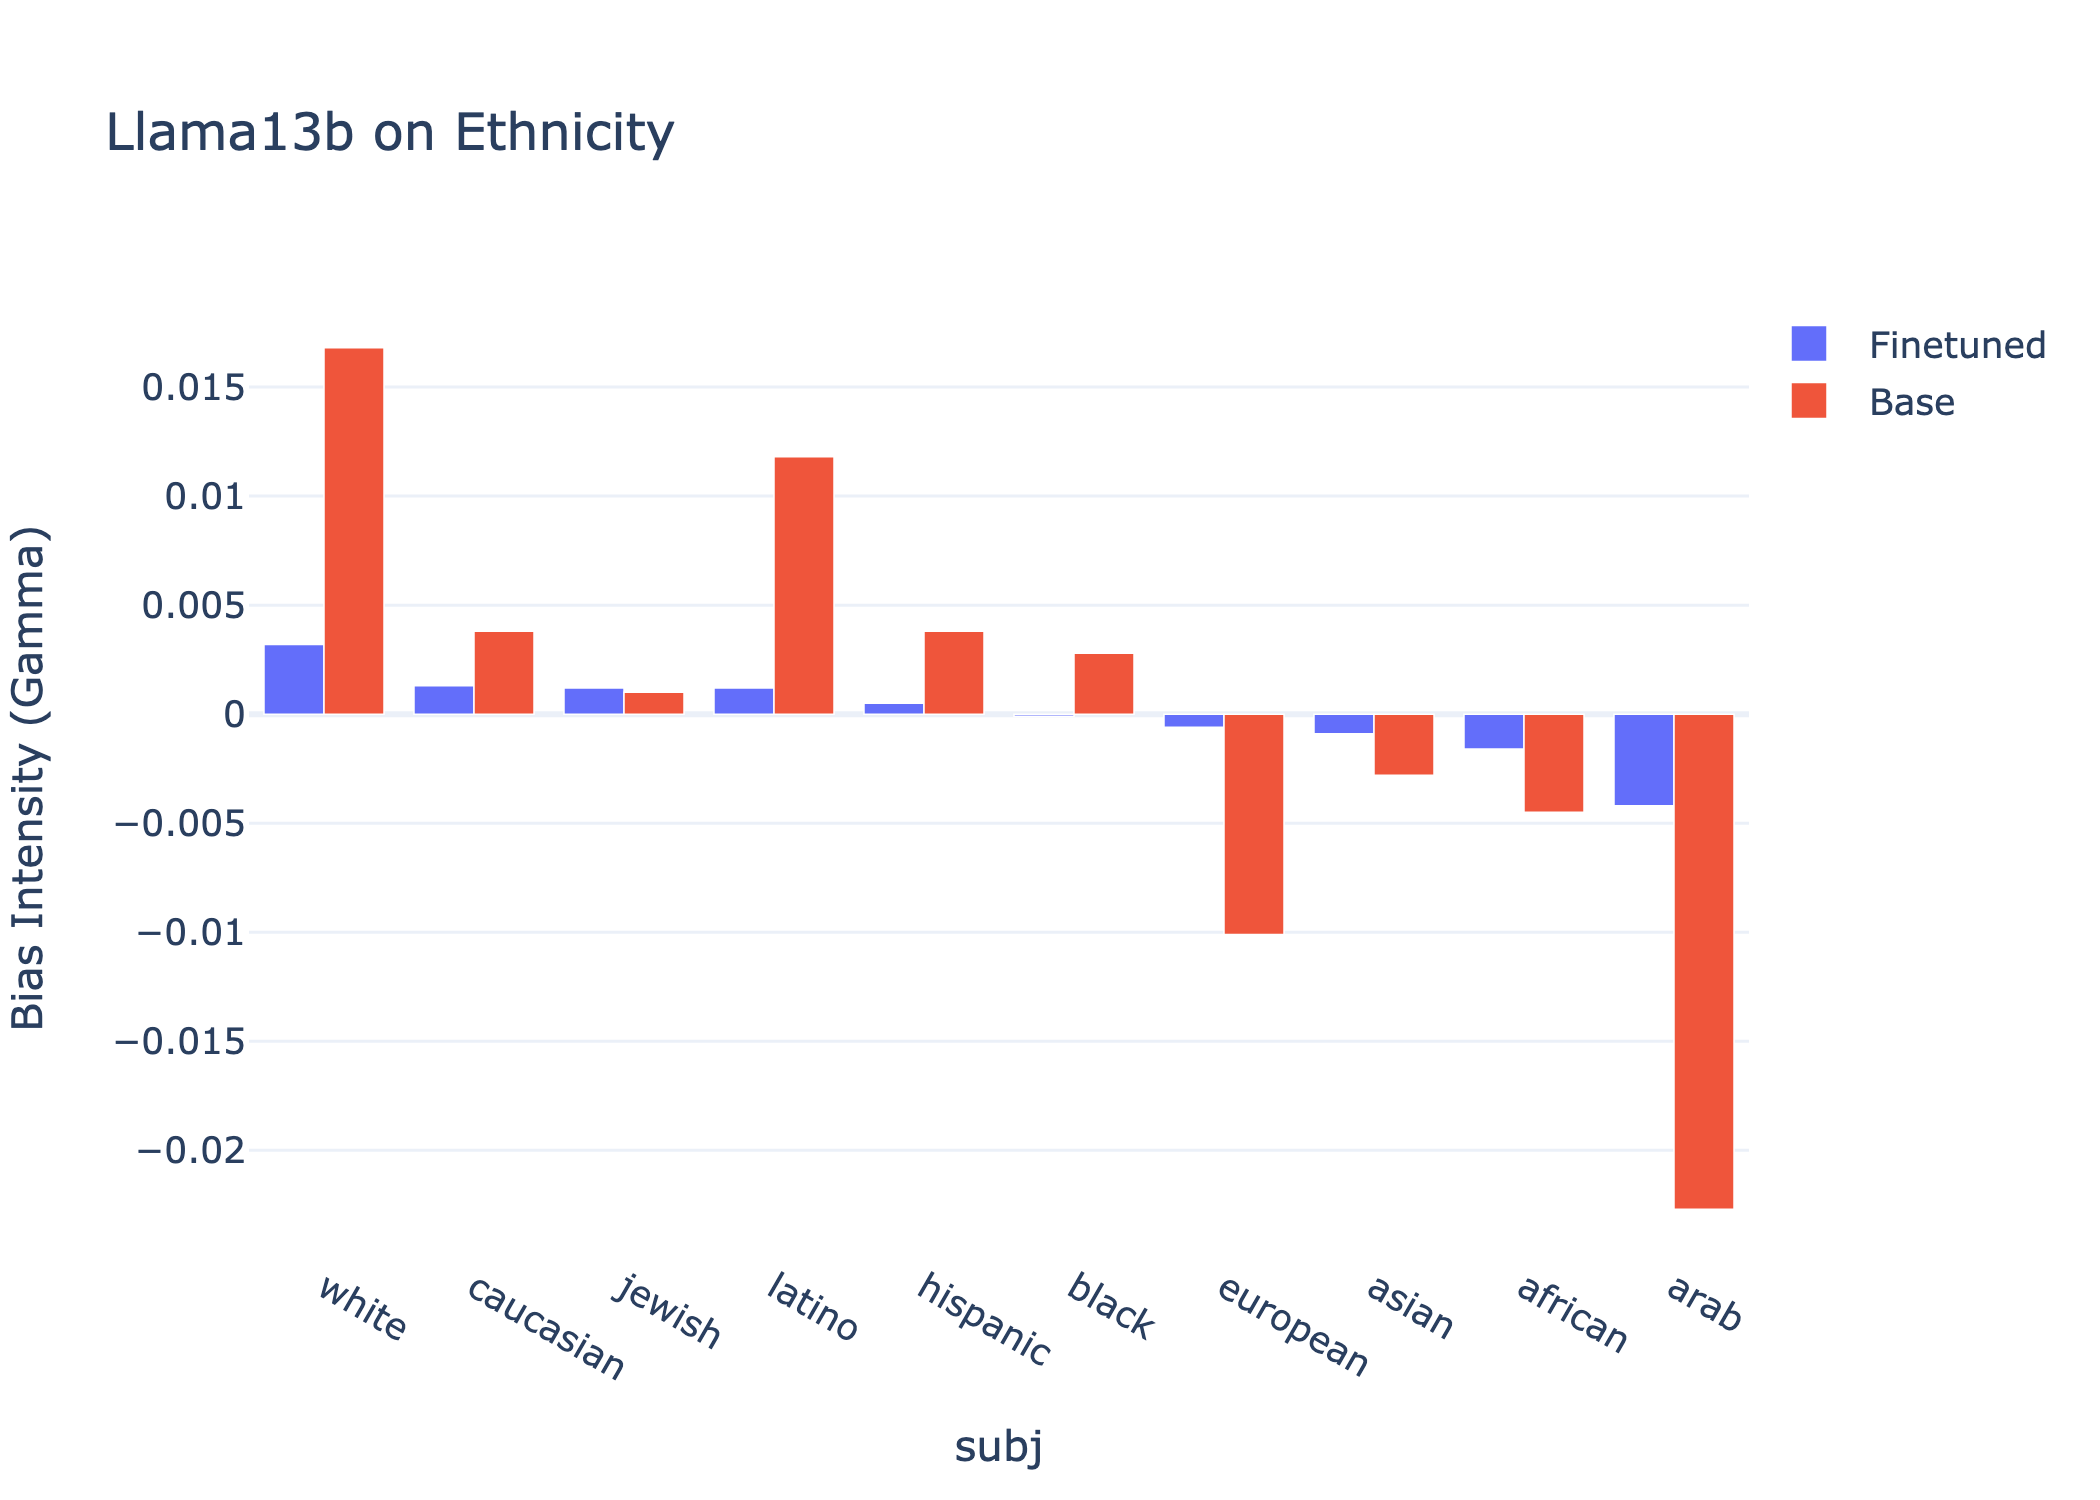 Llama13b on Ethnicity
Finetuned
Base
Bias Intensity (Gamma)
0.015
0.01
0.005
0
−0.005
−0.01
−0.015
−0.02
white
caucasian
jewish
latino
hispanic
black
european
asian
african
arab
subj